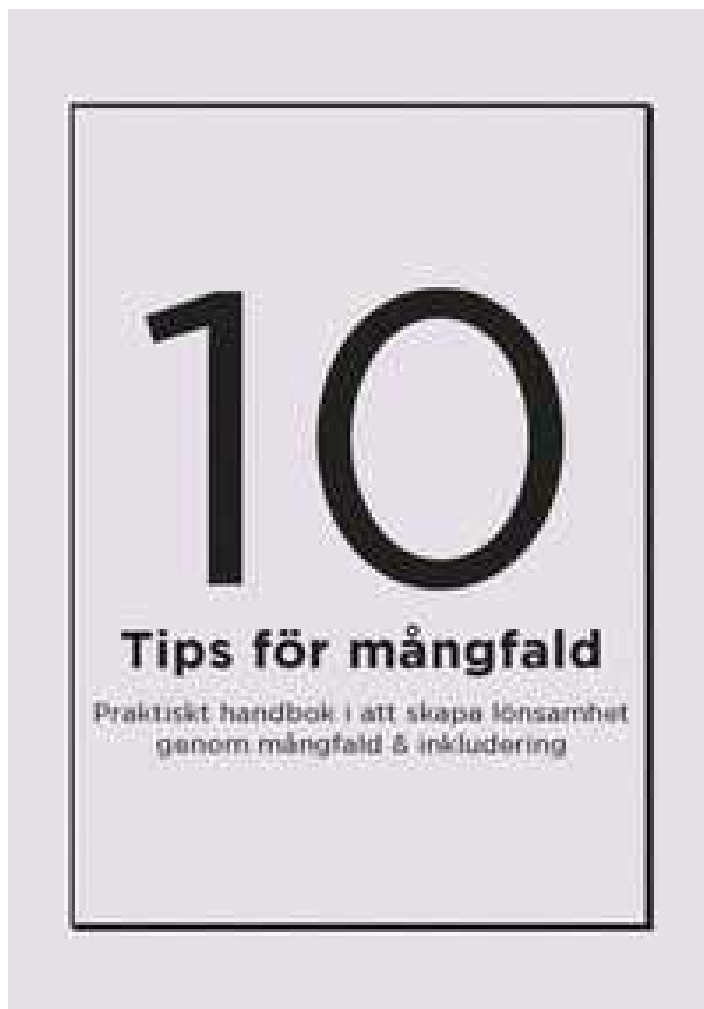 10
Tips för mångfald
Praktiskt handbok i att skapa lönsamhet
genom mångfald & inkludering